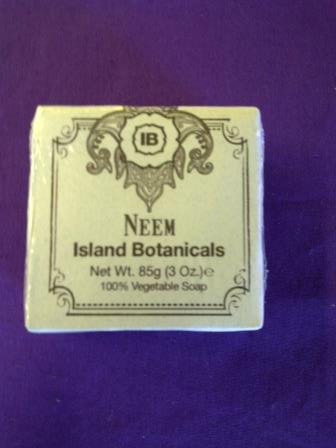 IB
NEEM
Island Botanicals
Net Wt. 85g (3 Oz.)℮
100% Vegetable Soap